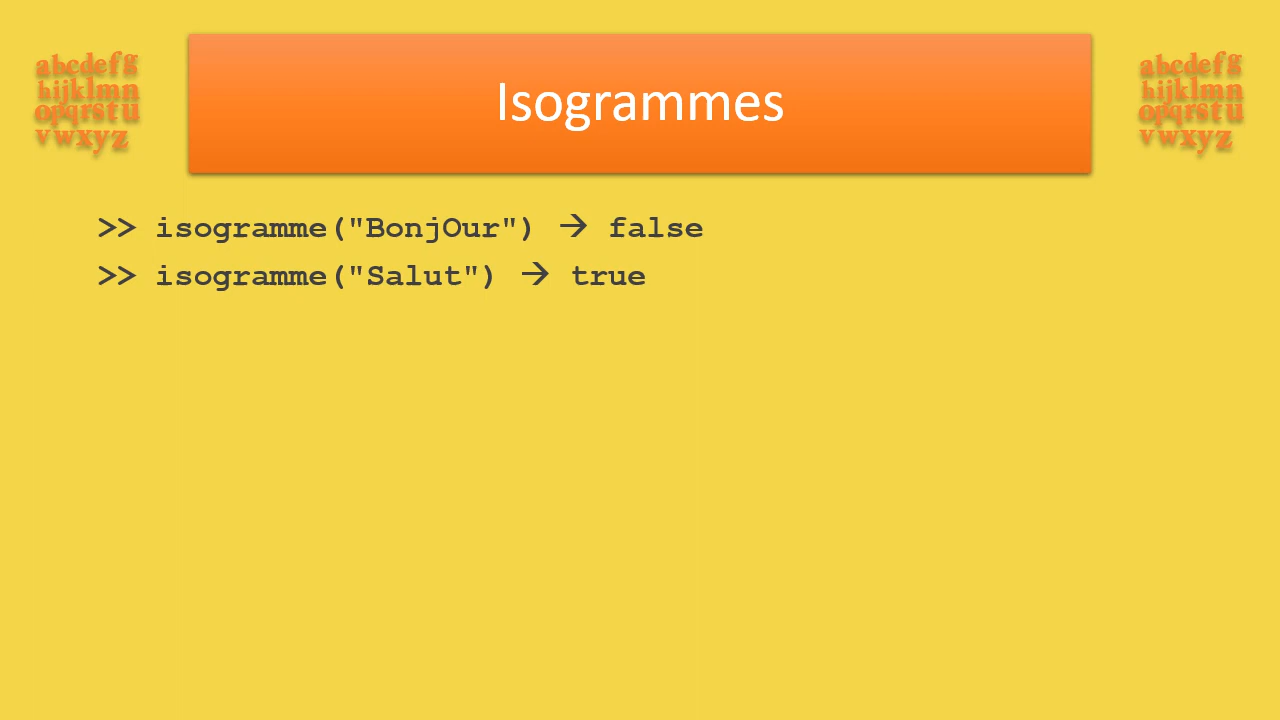 abcdefg
hijklmn
opqrstu
vwxyz
Isogrammes
abcdefg
hijklmn
opqrstu
vwxyz
>> isogramme("BonjOur") → false
>> isogramme("Salut") → true